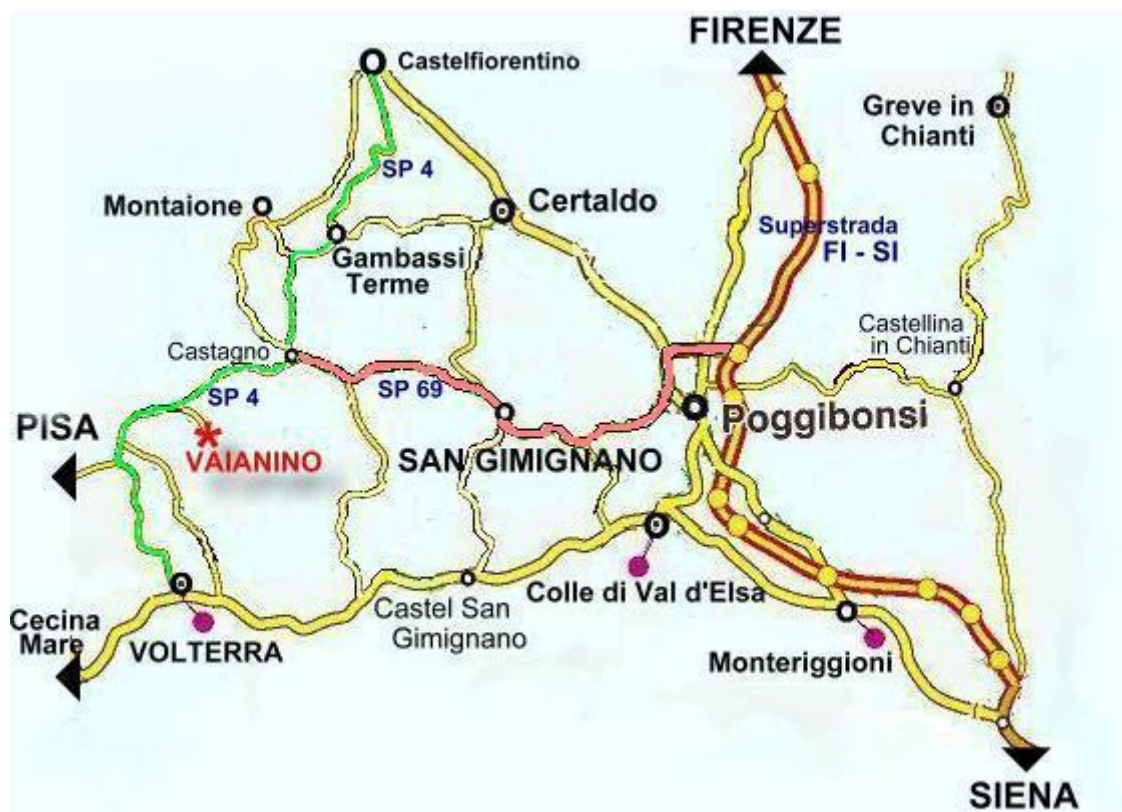 FIRENZE
Castelfiorentino
Greve in
Chianti
SP 4
Montaione
Certaldo
Superstrada
FI - SI
Gambassi
Terme
Castellina
in Chianti
Castagno
SP 4
SP 69
PISA
Poggibonsi
VAIANINO
SAN GIMIGNANO
Colle di Val d'Elsa
Castel San
Gimignano
Cecina
Mare
VOLTERRA
Monteriggioni
SIENA